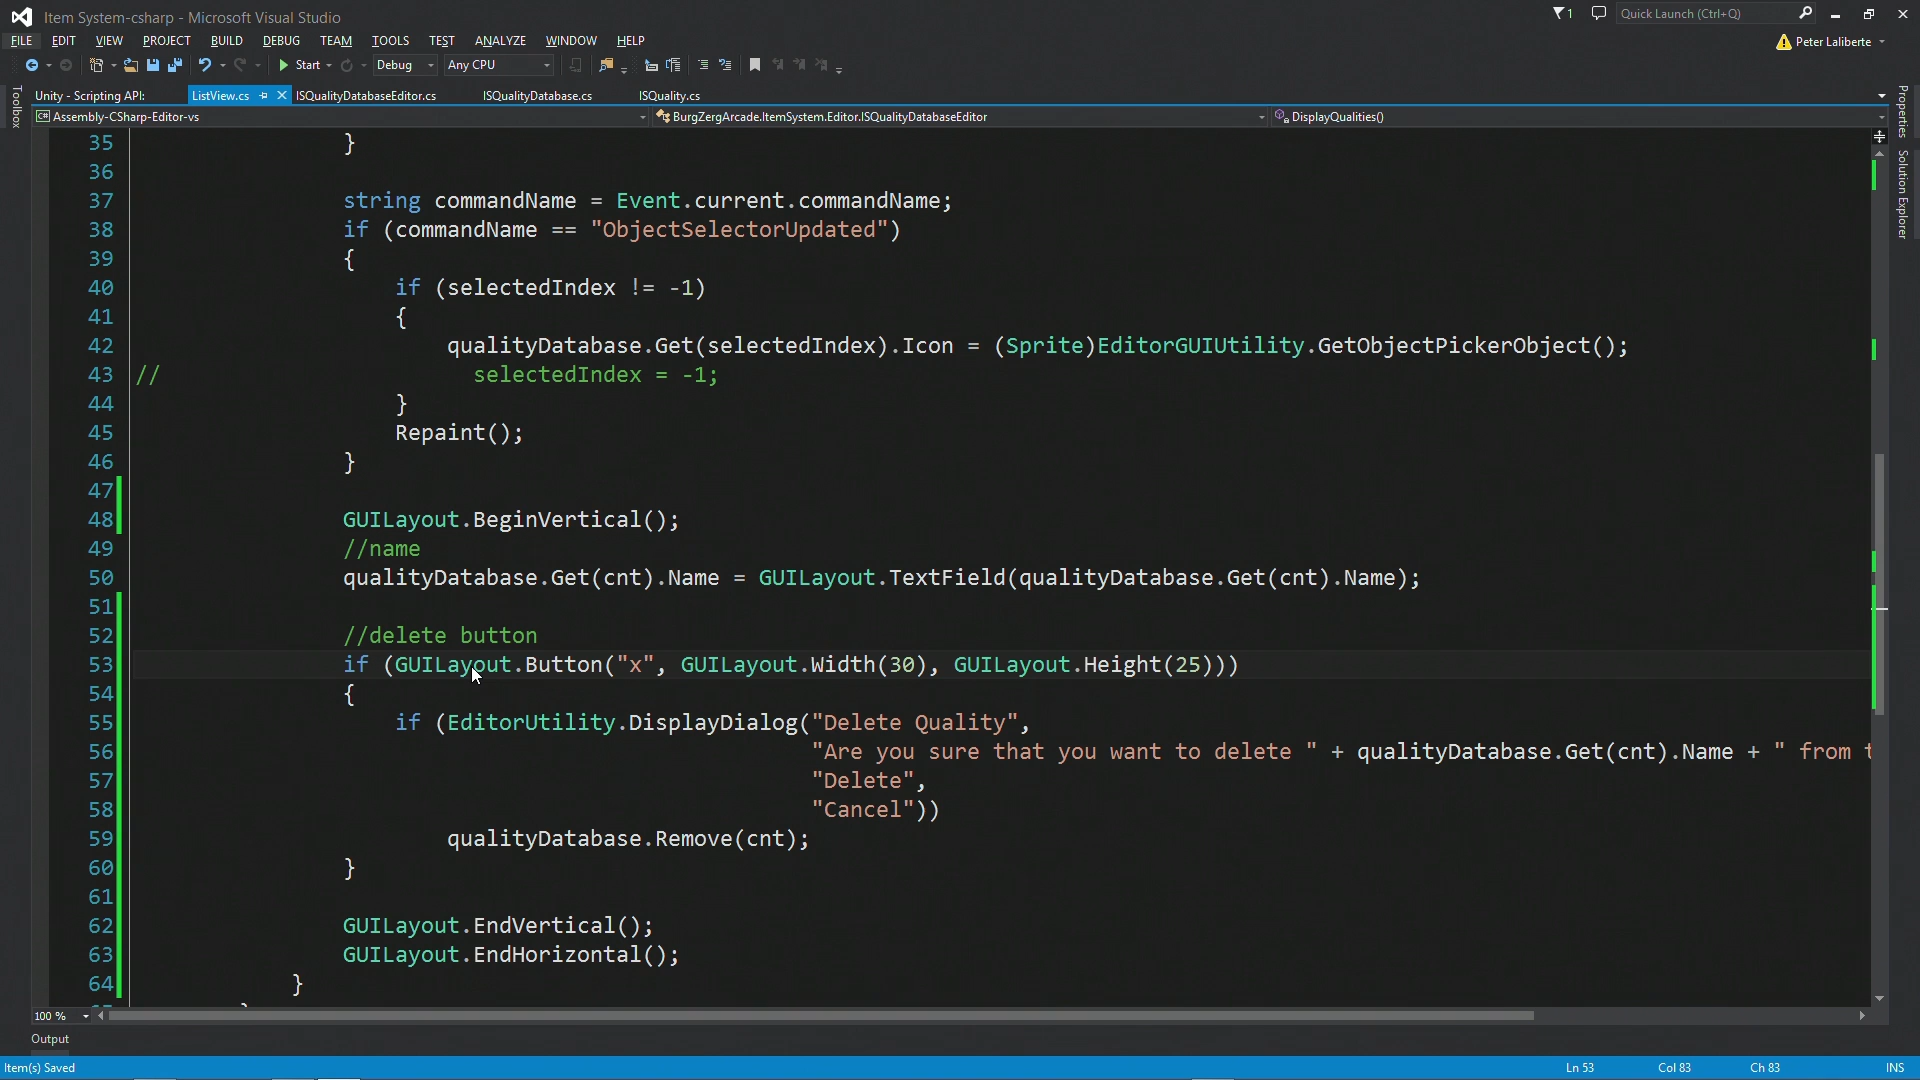 Item System-csharp - Microsoft Visual Studio
1
Quick Launch (Ctrl+Q)
FILE EDIT VIEW PROJECT BUILD DEBUG TEAM TOOLS TEST ANALYZE WINDOW HELP
Peter Laliberte
Start Debug Any CPU
Toolbox
Unity - Scripting API: ListView.cs ISQualityDatabaseEditor.cs ISQualityDatabase.cs ISQuality.cs
Properties
Solution Explorer
Assembly-CSharp-Editor-vs BurgZergArcade.ItemSystem.Editor.ISQualityDatabaseEditor DisplayQualities()
35 }
36
37 string commandName = Event.current.commandName;
38 if (commandName == "ObjectSelectorUpdated")
39 {
40 if (selectedIndex != -1)
41 {
42 qualityDatabase.Get(selectedIndex).Icon = (Sprite)EditorGUIUtility.GetObjectPickerObject();
43 // selectedIndex = -1;
44 }
45 Repaint();
46 }
47
48 GUILayout.BeginVertical();
49 //name
50 qualityDatabase.Get(cnt).Name = GUILayout.TextField(qualityDatabase.Get(cnt).Name);
51
52 //delete button
53 if (GUILayout.Button("x", GUILayout.Width(30), GUILayout.Height(25)))
54 {
55 if (EditorUtility.DisplayDialog("Delete Quality",
56 "Are you sure that you want to delete " + qualityDatabase.Get(cnt).Name + " from t
57 "Delete",
58 "Cancel"))
59 qualityDatabase.Remove(cnt);
60 }
61
62 GUILayout.EndVertical();
63 GUILayout.EndHorizontal();
64 }
100 %
Output
Item(s) Saved Ln 53 Col 83 Ch 83 INS